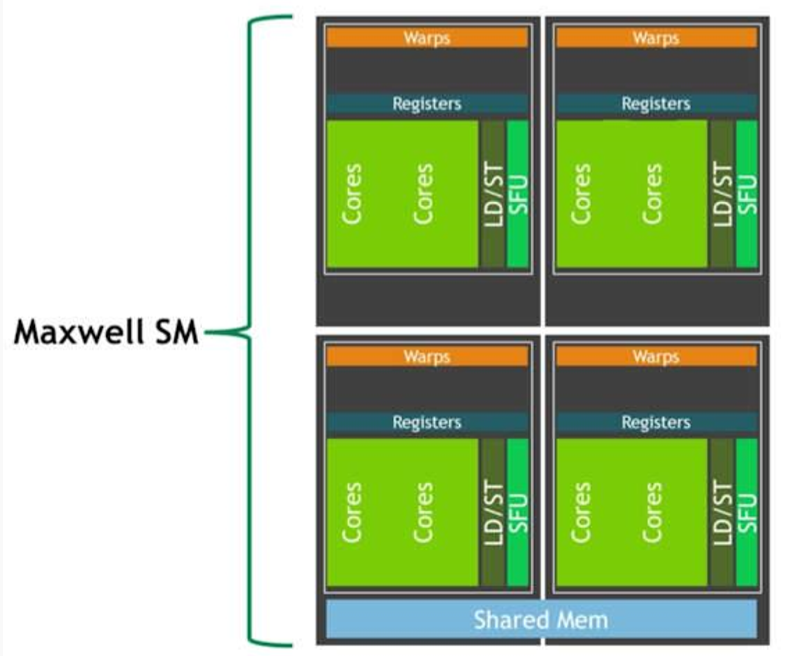 Warps
Warps
Registers
Registers
Cores Cores LD/ST SFU
Cores Cores LD/ST SFU
Maxwell SM
Warps
Warps
Registers
Registers
Cores Cores LD/ST SFU
Cores Cores LD/ST SFU
Shared Mem